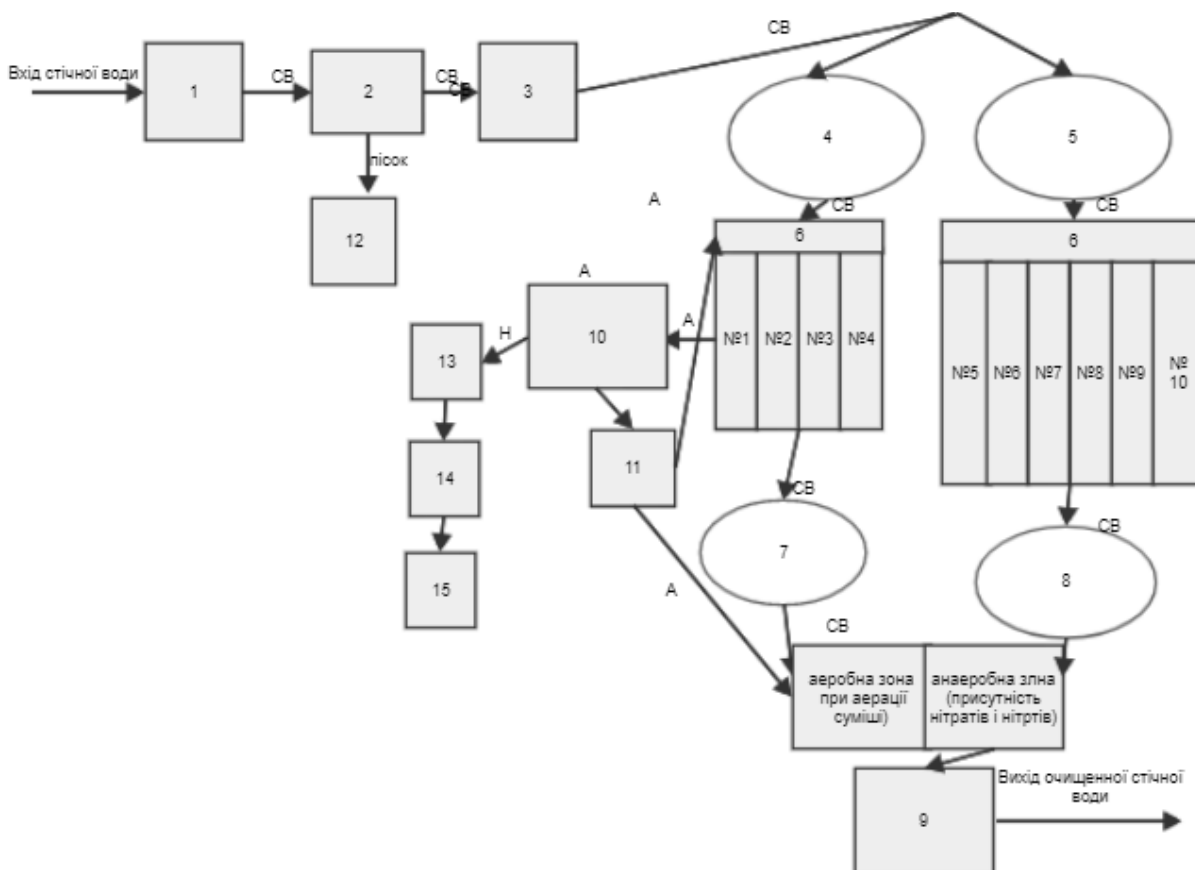 СВ
Вхід стічної води
СВ
СВ
СВ
1
2
3
4
5
пісок
А
СВ
СВ
12
6
6
А
А
Н
10
№1
№2
№3
№4
13
№5
№6
№7
№8
№9
№
10
11
14
СВ
СВ
7
8
15
А
СВ
аеробна зона
при аерації
суміші)
анаеробна злна
(присутність
нітратів і нітртів)
Вихід очищенної стічної
води
9